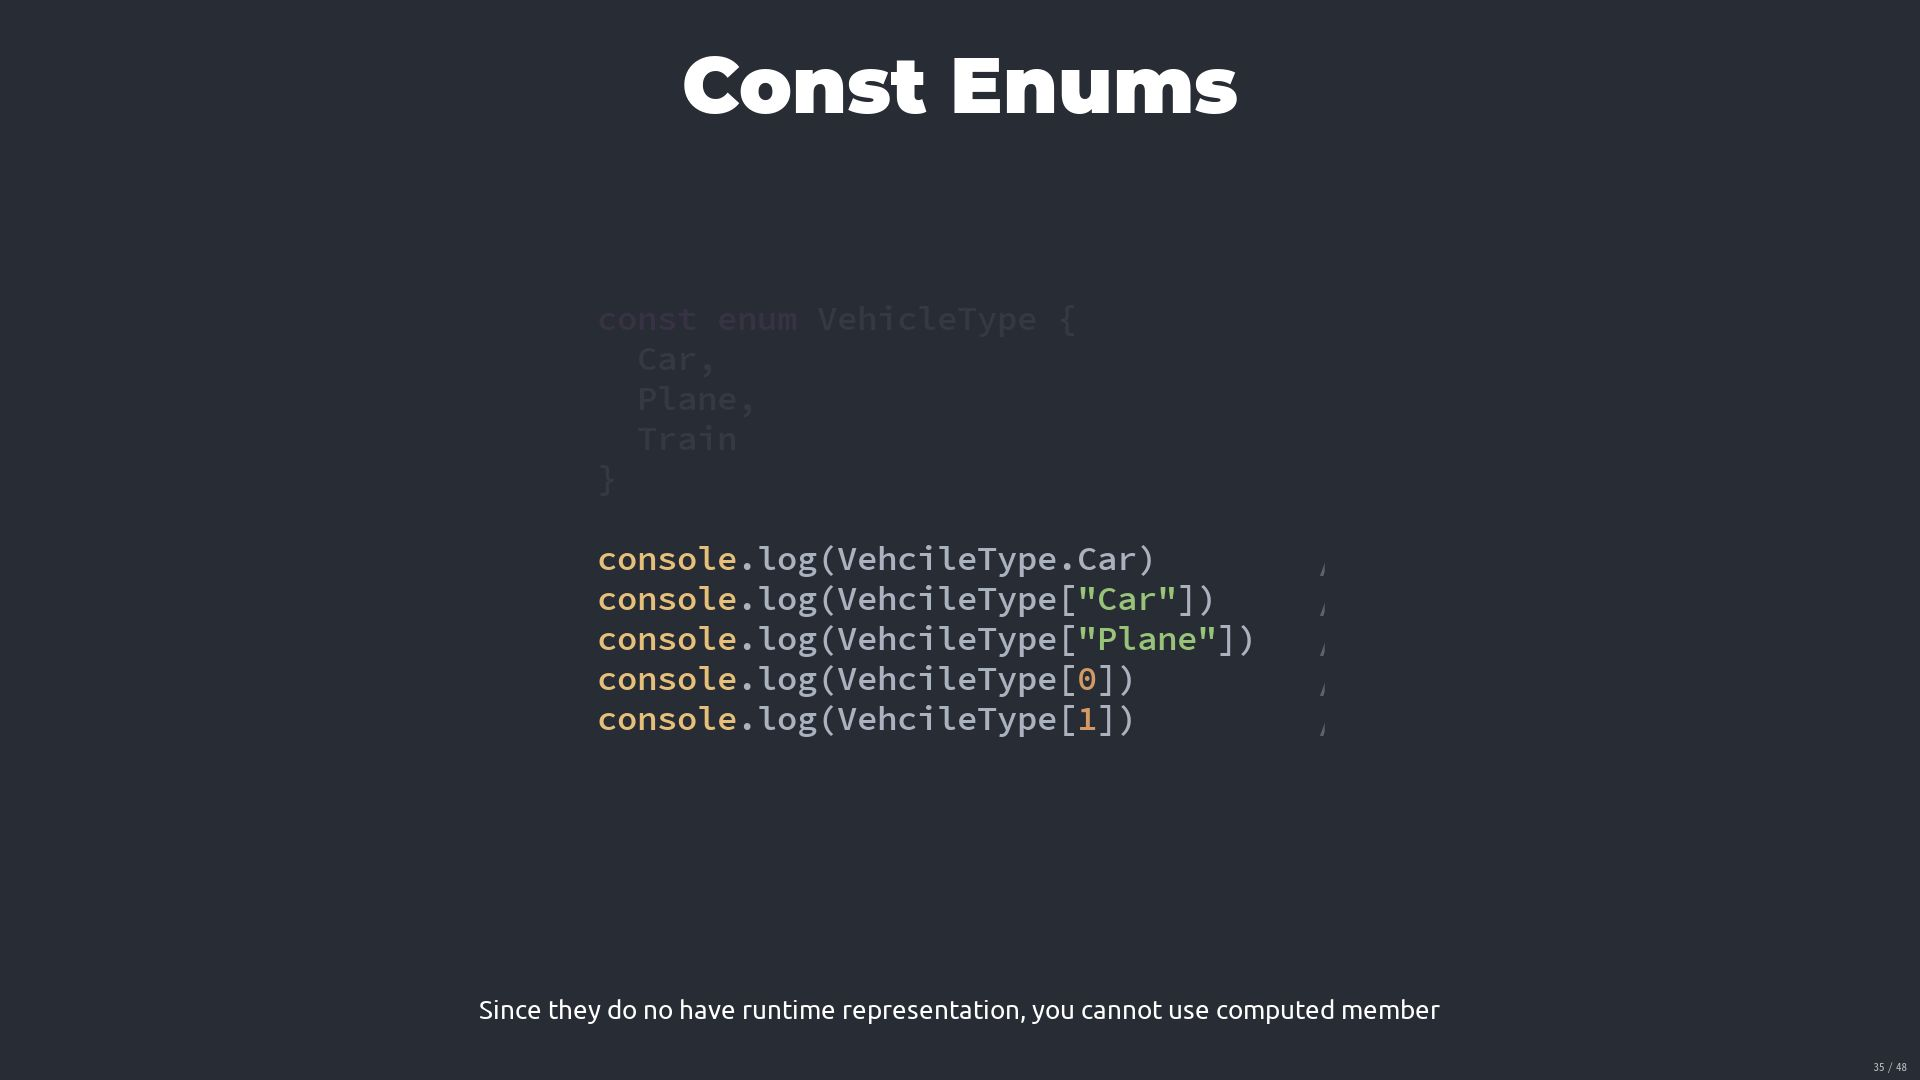 Const Enums
const enum VehicleType {
  Car,
  Plane,
  Train
}
console.log(VehcileType.Car) /
console.log(VehcileType["Car"]) /
console.log(VehcileType["Plane"]) /
console.log(VehcileType[0]) /
console.log(VehcileType[1]) /
Since they do no have runtime representation, you cannot use computed member
35 / 48